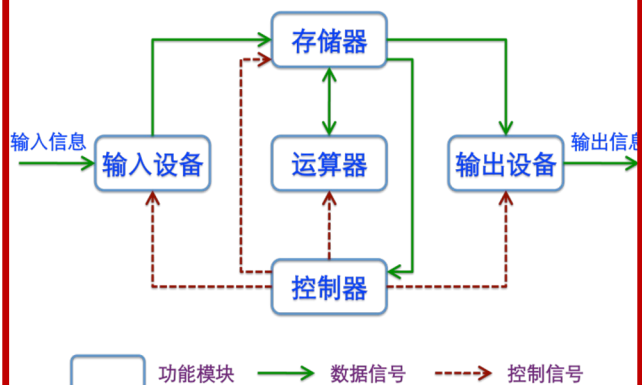 存储器
输入信息
输出信息
输入设备
运算器
输出设备
控制器
功能模块
数据信号
控制信号